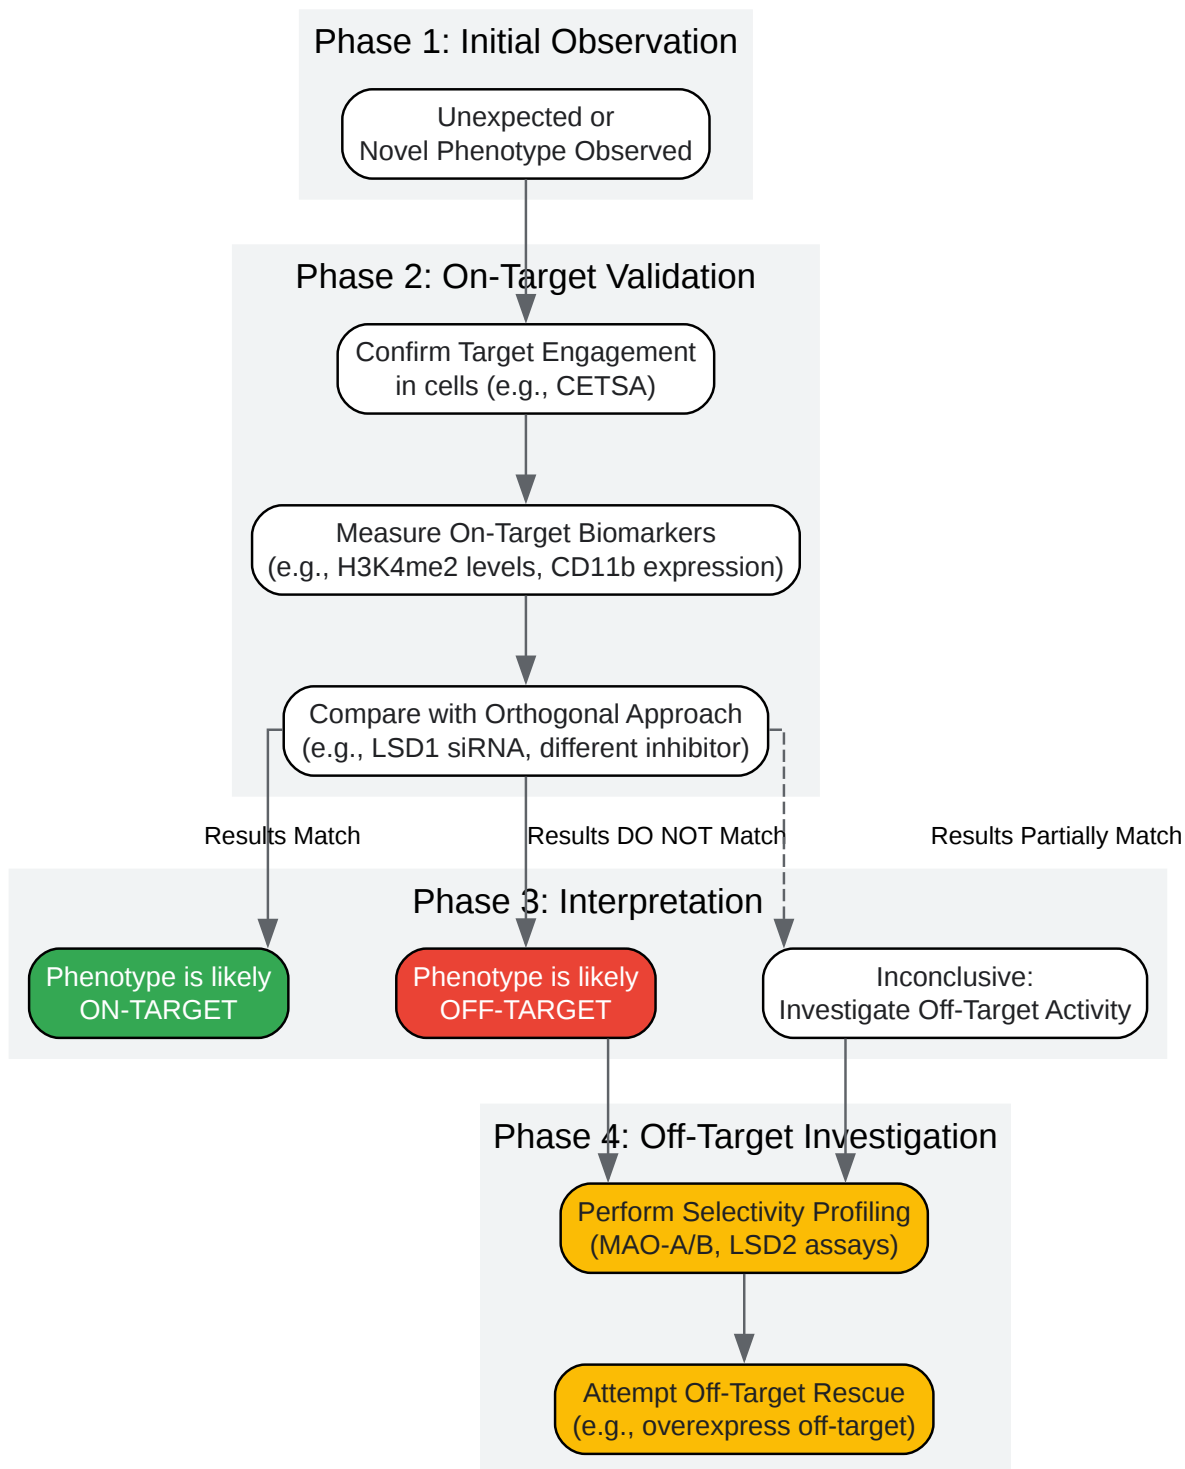 Phase 1: Initial Observation
Unexpected or
Novel Phenotype Observed
Phase 2: On-Target Validation
Confirm Target Engagement
in cells (e.g., CETSA)
Measure On-Target Biomarkers
(e.g., H3K4me2 levels, CD11b expression)
Compare with Orthogonal Approach
(e.g., LSD1 siRNA, different inhibitor)
Results Match
Results DO NOT Match
Results Partially Match
Phase 3: Interpretation
Phenotype is likely
ON-TARGET
Phenotype is likely
OFF-TARGET
Inconclusive:
Investigate Off-Target Activity
Phase 4: Off-Target Investigation
Perform Selectivity Profiling
(MAO-A/B, LSD2 assays)
Attempt Off-Target Rescue
(e.g., overexpress off-target)